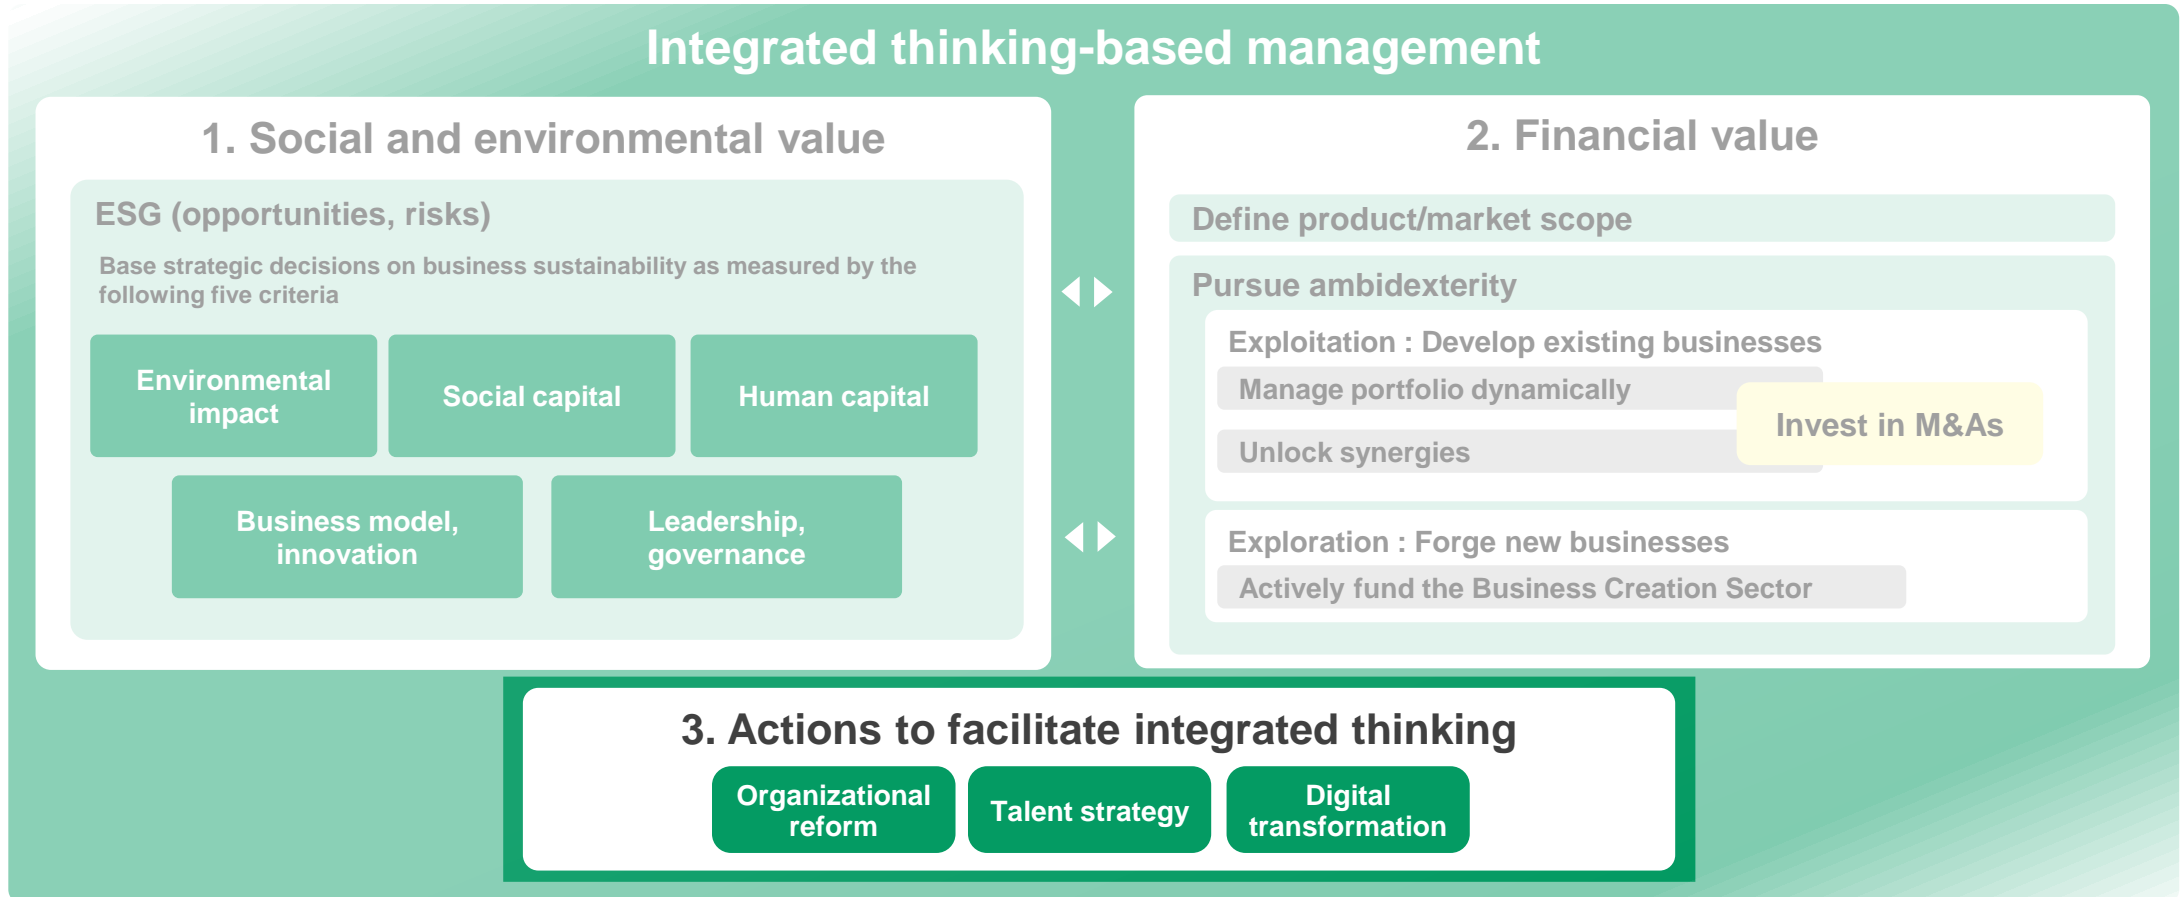 Integrated thinking-based management
1. Social and environmental value
ESG (opportunities, risks)
Base strategic decisions on business sustainability as measured by the
following five criteria
Environmental
impact
Social capital
Human capital
Business model,
innovation
Leadership,
governance
2. Financial value
Define product/market scope
Pursue ambidexterity
Exploitation : Develop existing businesses
Manage portfolio dynamically
Unlock synergies
Invest in M&As
Exploration : Forge new businesses
Actively fund the Business Creation Sector
3. Actions to facilitate integrated thinking
Organizational
reform
Talent strategy
Digital
transformation